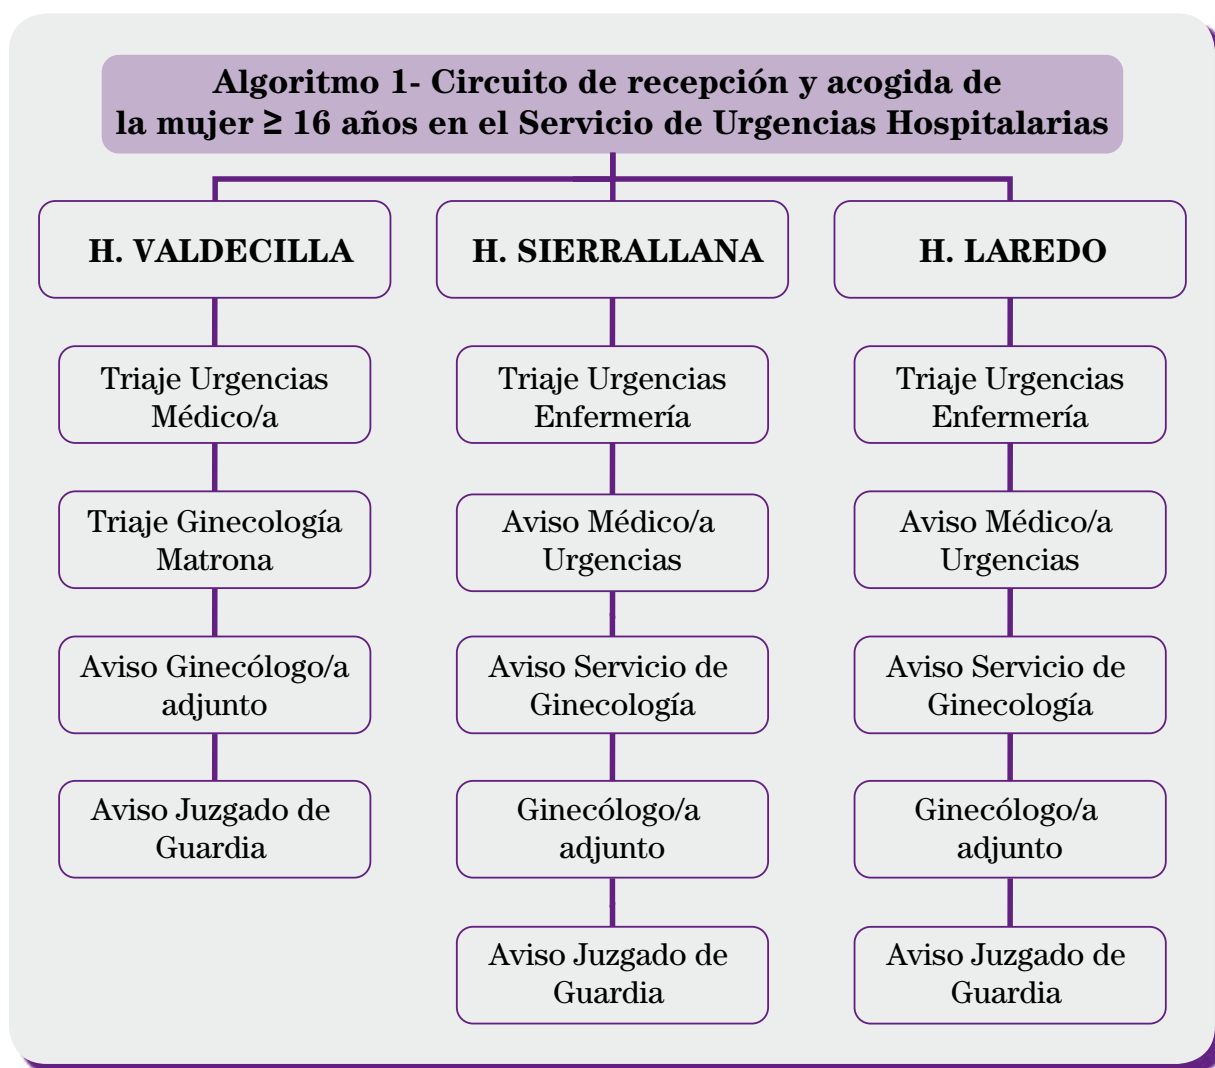 Algoritmo 1- Circuito de recepción y acogida de
la mujer ≥ 16 años en el Servicio de Urgencias Hospitalarias
H. VALDECILLA
Triaje Urgencias
Médico/a
Triaje Ginecología
Matrona
Aviso Ginecólogo/a
adjunto
Aviso Juzgado de
Guardia
H. SIERRALLANA
Triaje Urgencias
Enfermería
Aviso Médico/a
Urgencias
Aviso Servicio de
Ginecología
Ginecólogo/a
adjunto
Aviso Juzgado de
Guardia
H. LAREDO
Triaje Urgencias
Enfermería
Aviso Médico/a
Urgencias
Aviso Servicio de
Ginecología
Ginecólogo/a
adjunto
Aviso Juzgado de
Guardia